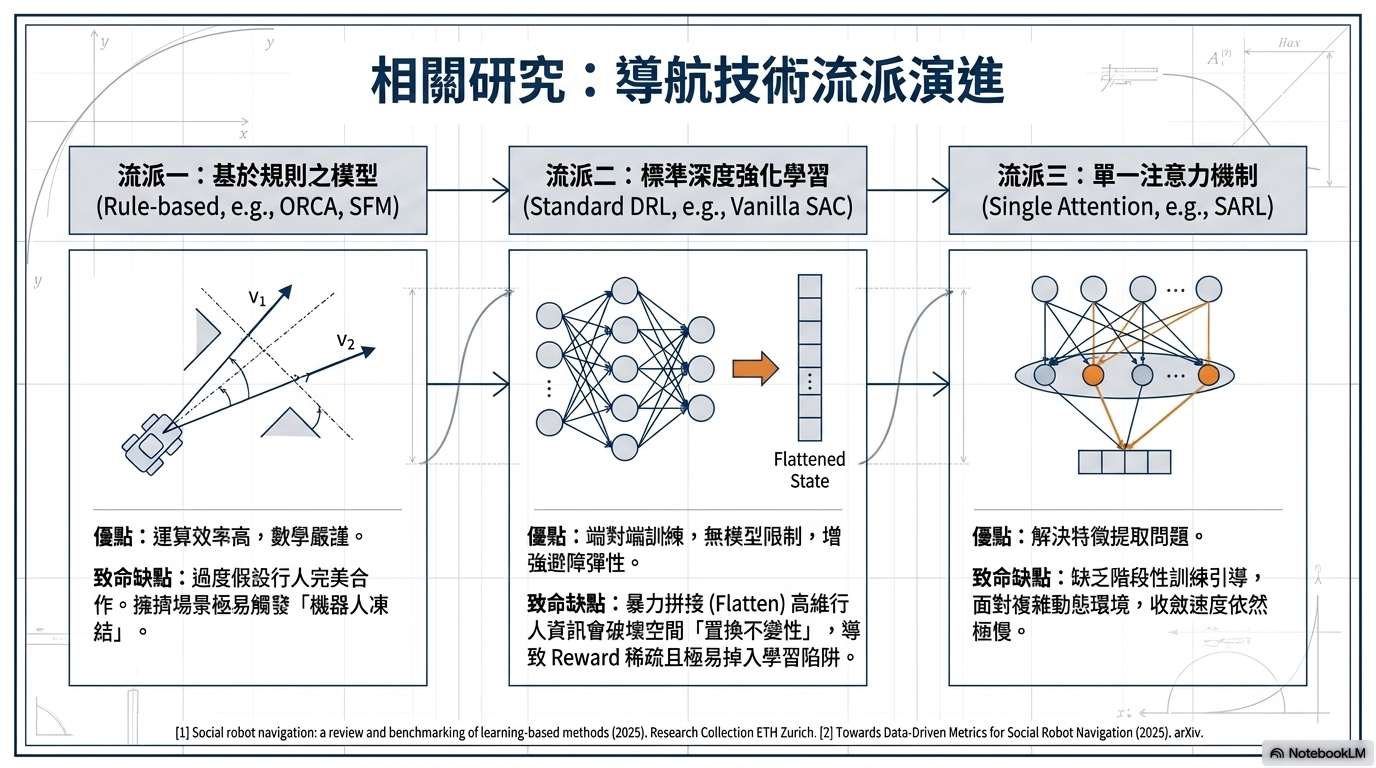 相關研究：導航技術流派演進
流派一：基於規則之模型
(Rule-based, e.g., ORCA, SFM)
流派二：標準深度強化學習
(Standard DRL, e.g., Vanilla SAC)
流派三：單一注意力機制
(Single Attention, e.g., SARL)
y
y
x
y
A(2)
Hax
V1
V2
Flattened
State
優點：運算效率高，數學嚴謹。
致命缺點：過度假設行人完美合
作。擁擠場景極易觸發「機器人凍
結」。
優點：端對端訓練，無模型限制，增
強避障彈性。
致命缺點：暴力拼接 (Flatten) 高維行
人資訊會破壞空間「置換不變性」，導
致 Reward 稀疏且極易掉入學習陷阱。
優點：解決特徵提取問題。
致命缺點：缺乏階段性訓練引導，
面對複雜動態環境，收斂速度依然
極慢。
[1] Social robot navigation: a review and benchmarking of learning-based methods (2025). Research Collection ETH Zurich. [2] Towards Data-Driven Metrics for Social Robot Navigation (2025). arXiv.
NotebookLM